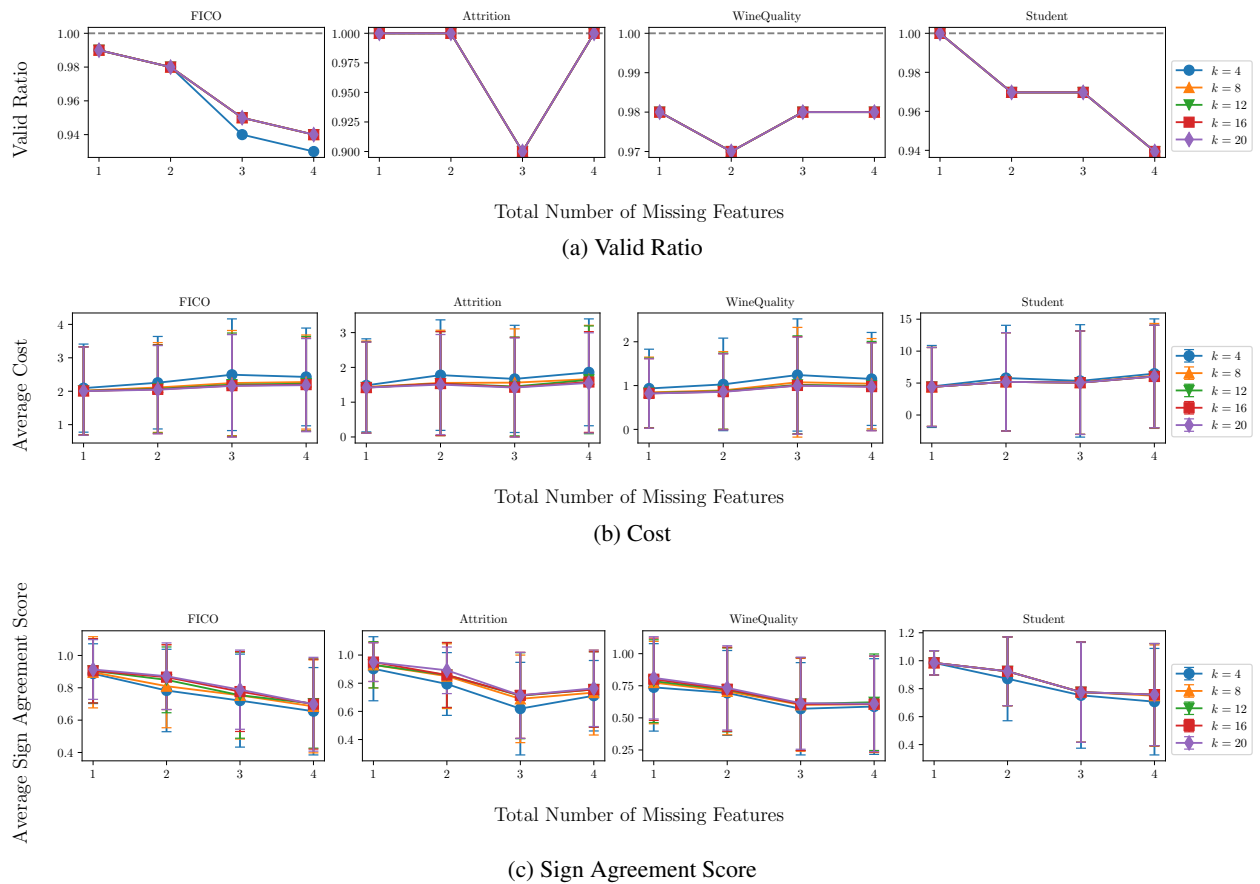 FICO
Attrition
WineQuality
Student
Valid Ratio
1.00
0.98
0.96
0.94
1 2 3 4
1.000
0.975
0.950
0.925
0.900
1 2 3 4
1.00
0.99
0.98
0.97
1 2 3 4
1.00
0.98
0.96
0.94
1 2 3 4
k = 4
k = 8
k = 12
k = 16
k = 20
Total Number of Missing Features
(a) Valid Ratio
FICO
Attrition
WineQuality
Student
Average Cost
4
3
2
1
1 2 3 4
3
2
1
0
1 2 3 4
2
1
0
1 2 3 4
15
10
5
0
1 2 3 4
k = 4
k = 8
k = 12
k = 16
k = 20
Total Number of Missing Features
(b) Cost
FICO
Attrition
WineQuality
Student
Average Sign Agreement Score
1.0
0.8
0.6
0.4
1 2 3 4
1.0
0.8
0.6
0.4
1 2 3 4
1.00
0.75
0.50
0.25
1 2 3 4
1.2
1.0
0.8
0.6
0.4
1 2 3 4
k = 4
k = 8
k = 12
k = 16
k = 20
Total Number of Missing Features
(c) Sign Agreement Score